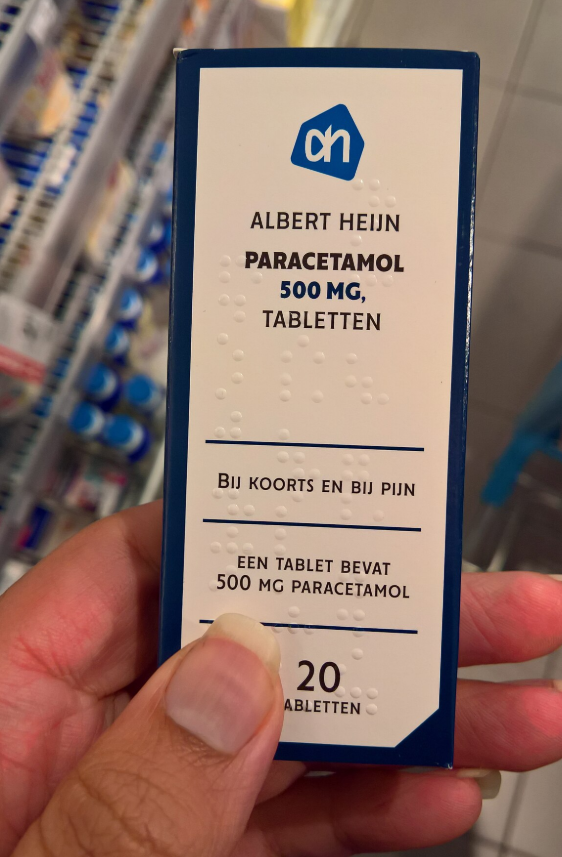 ah
ALBERT HEIJN
PARACETAMOL
500 MG,
TABLETTEN
BIJ KOORTS EN BIJ PIJN
EEN TABLET BEVAT
500 MG PARACETAMOL
20
ABLETTEN